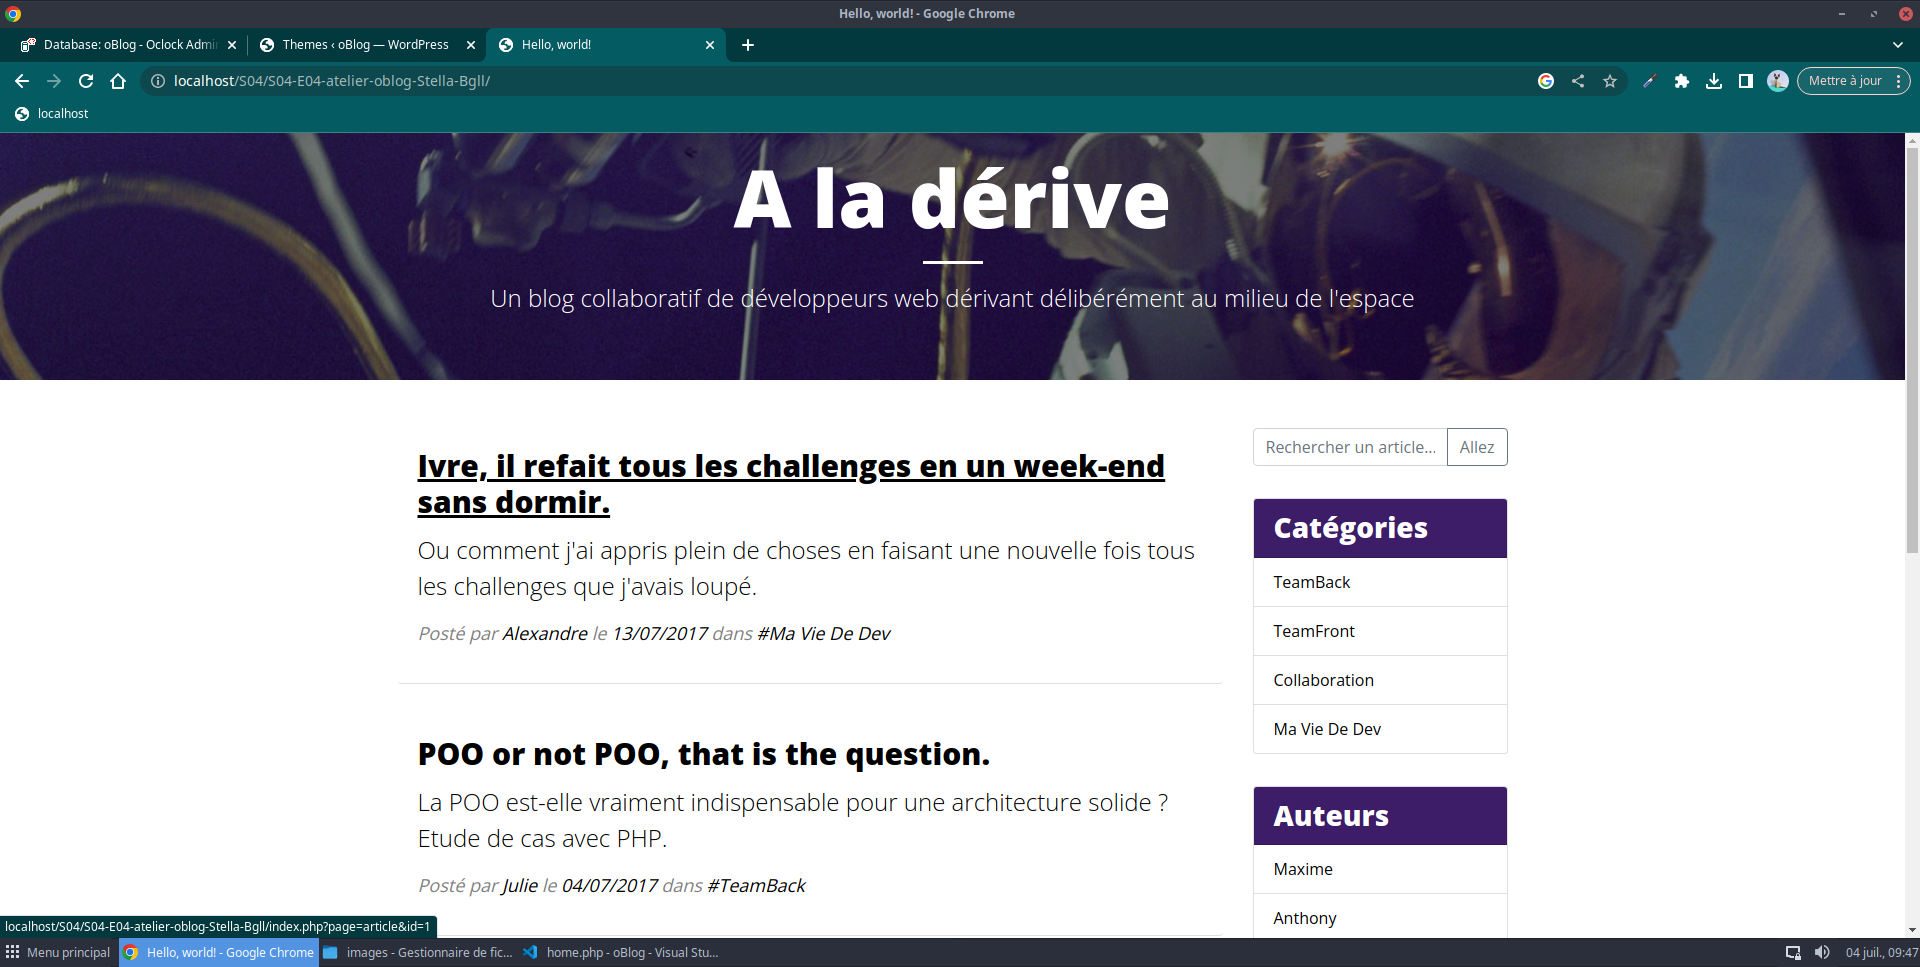 Hello, world! - Google Chrome
Database: oBlog - Oclock Admi
Themes ‹ oBlog — WordPress
Hello, world!
localhost/S04/S04-E04-atelier-oblog-Stella-Bgll/
Mettre à jour
localhost
A la dérive
Un blog collaboratif de développeurs web dérivant délibérément au milieu de l'espace
Rechercher un article...
Allez
Ivre, il refait tous les challenges en un week-end
sans dormir.
Ou comment j'ai appris plein de choses en faisant une nouvelle fois tous
les challenges que j'avais loupé.
Posté par Alexandre le 13/07/2017 dans #Ma Vie De Dev
Catégories
TeamBack
TeamFront
Collaboration
Ma Vie De Dev
POO or not POO, that is the question.
La POO est-elle vraiment indispensable pour une architecture solide ?
Etude de cas avec PHP.
Posté par Julie le 04/07/2017 dans #TeamBack
Auteurs
Maxime
Anthony
localhost/S04/S04-E04-atelier-oblog-Stella-Bgll/index.php?page=article&id=1
Menu principal
Hello, world! - Google Chrome
images - Gestionnaire de fic...
home.php - oBlog - Visual Stu...
04 juil., 09:47